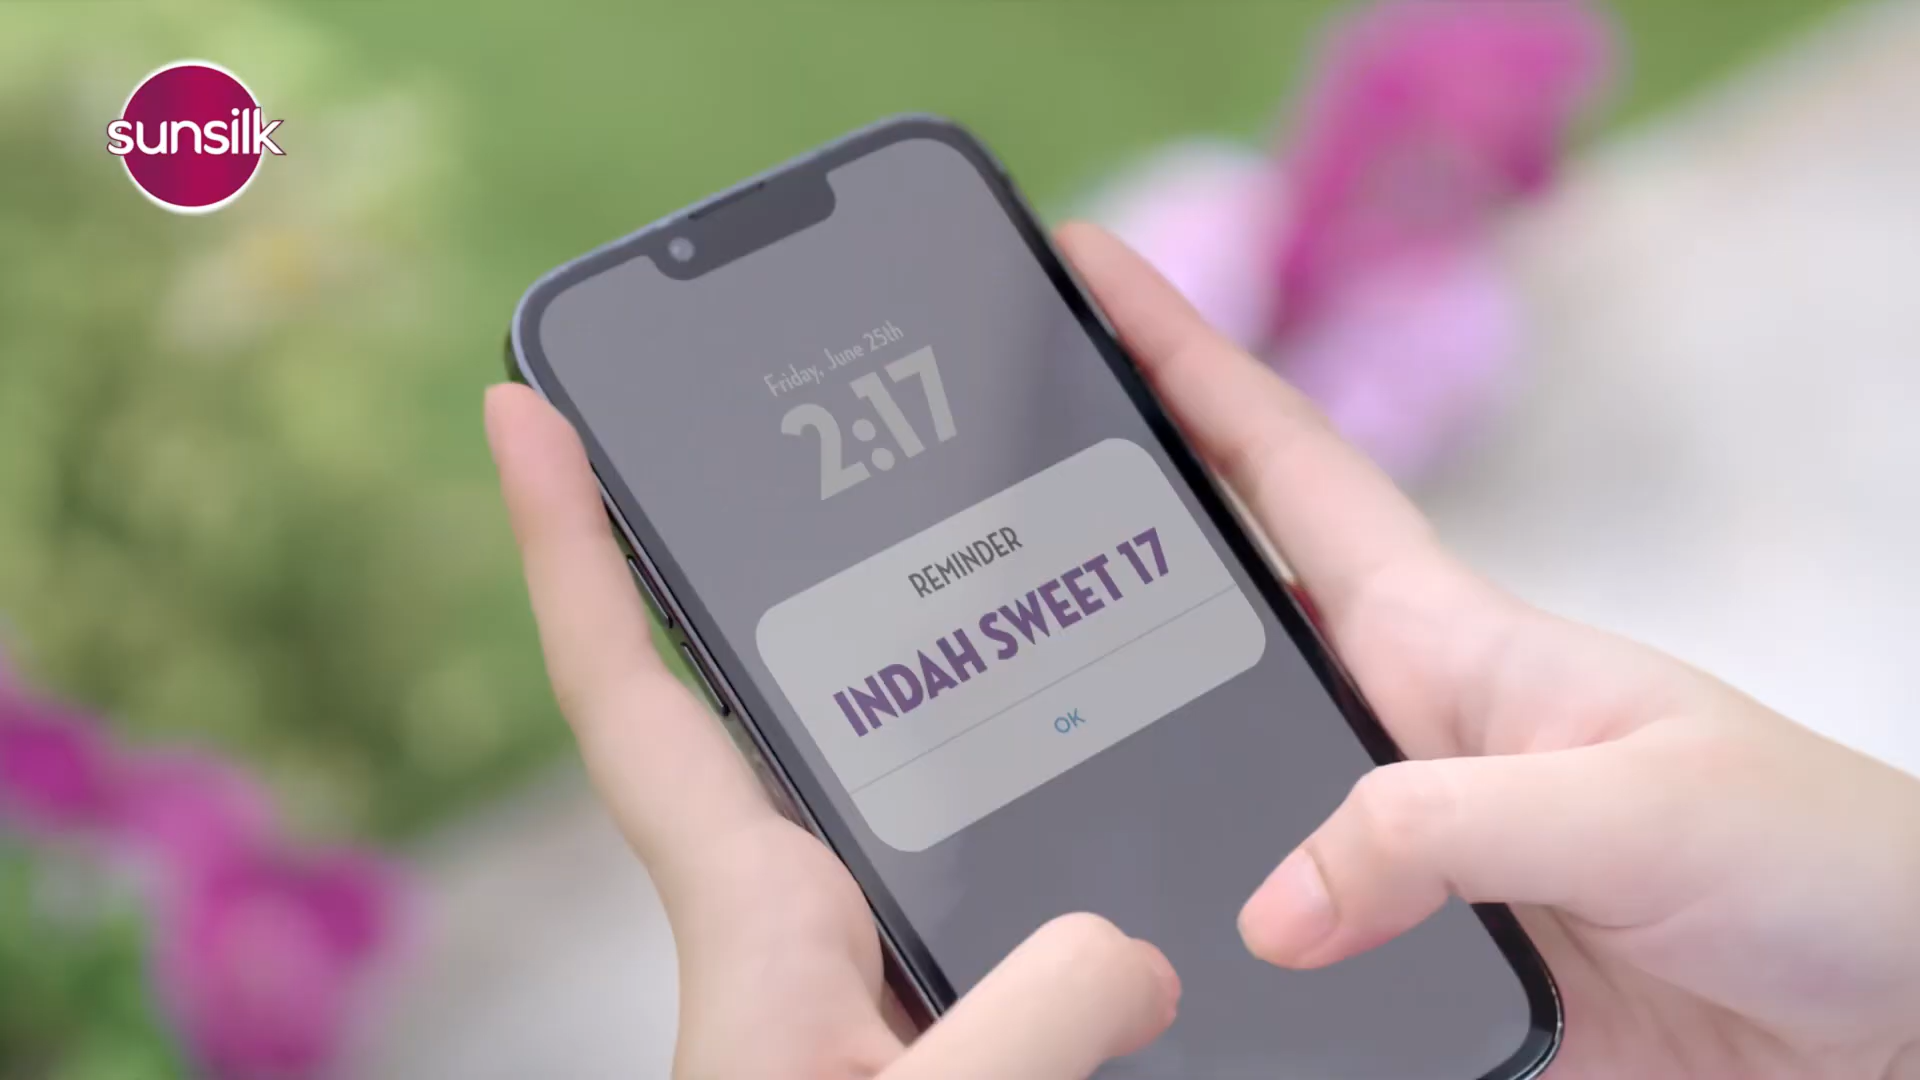 sunsilk
Friday, June 25th
2:17
REMINDER
INDAH SWEET 17
OK